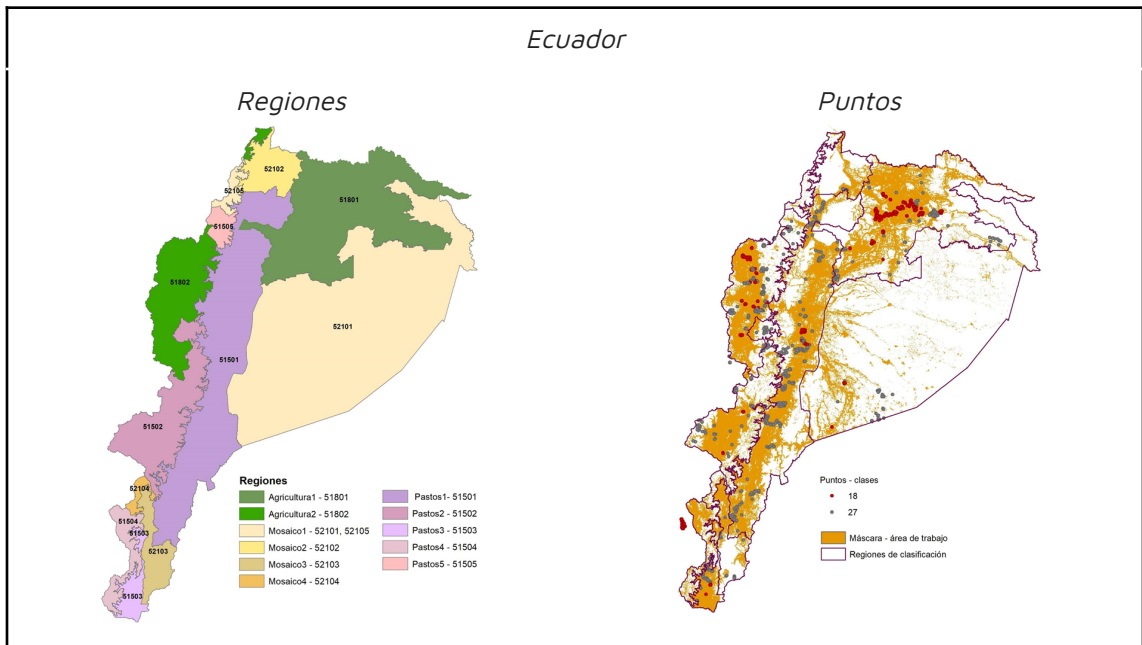 Ecuador
Regiones
Puntos
52102
52105
51801
51505
51802
52101
51501
51502
52104
51504
51503
52103
51503
Regiones
Agricultura1 - 51801
Agricultura2 - 51802
Mosaico1 - 52101, 52105
Mosaico2 - 52102
Mosaico3 - 52103
Mosaico4 - 52104
Pastos1 - 51501
Pastos2 - 51502
Pastos3 - 51503
Pastos4 - 51504
Pastos5 - 51505
Puntos - clases
18
27
Máscara - área de trabajo
Regiones de clasificación